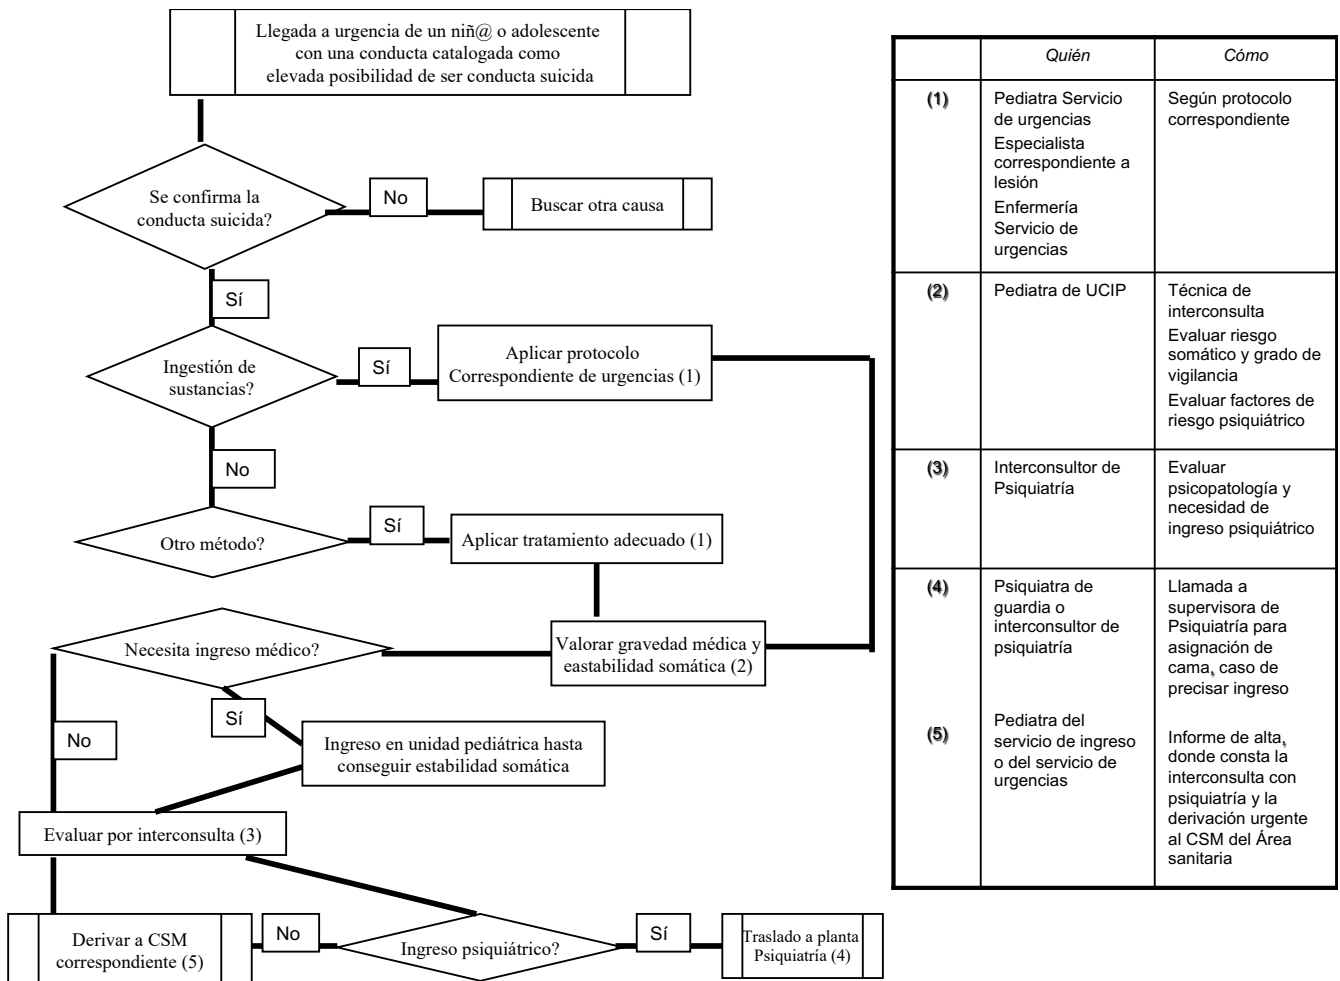 Llegada a urgencia de un niñ@ o adolescente
con una conducta catalogada como
elevada posibilidad de ser conducta suicida
Se confirma la
conducta suicida?
No
Buscar otra causa
Sí
Ingestión de
sustancias?
Sí
Aplicar protocolo
Correspondiente de urgencias (1)
No
Otro método?
Sí
Aplicar tratamiento adecuado (1)
Valorar gravedad médica y
eastabilidad somática (2)
Necesita ingreso médico?
Sí
No
Ingreso en unidad pediátrica hasta
conseguir estabilidad somática
Evaluar por interconsulta (3)
Derivar a CSM
correspondiente (5)
No
Ingreso psiquiátrico?
Sí
Traslado a planta
Psiquiatría (4)
Quién
Cómo
(1)
Pediatra Servicio
de urgencias
Especialista
correspondiente a
lesión
Enfermería
Servicio de
urgencias
Según protocolo
correspondiente
(2)
Pediatra de UCIP
Técnica de
interconsulta
Evaluar riesgo
somático y grado de
vigilancia
Evaluar factores de
riesgo psiquiátrico
(3)
Interconsultor de
Psiquiatría
Evaluar
psicopatología y
necesidad de
ingreso psiquiátrico
(4)
Psiquiatra de
guardia o
interconsultor de
psiquiatría
Llamada a
supervisora de
Psiquiatría para
asignación de
cama, caso de
precisar ingreso
(5)
Pediatra del
servicio de ingreso
o del servicio de
urgencias
Informe de alta,
donde consta la
interconsulta con
psiquiatría y la
derivación urgente
al CSM del Área
sanitaria